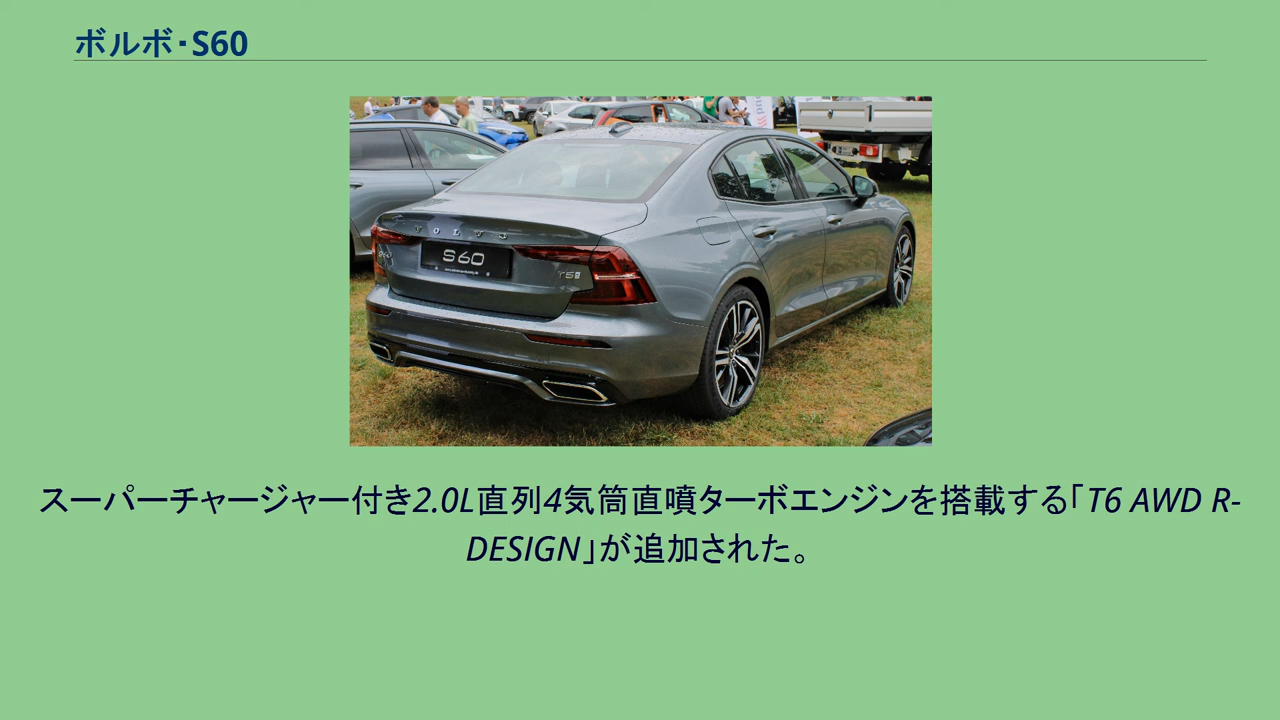 ボルボ・S60
VOLVO
S60
T5
スーパーチャージャー付き2.0L直列4気筒直噴ターボエンジンを搭載する「T6 AWD R-
DESIGN」が追加された。